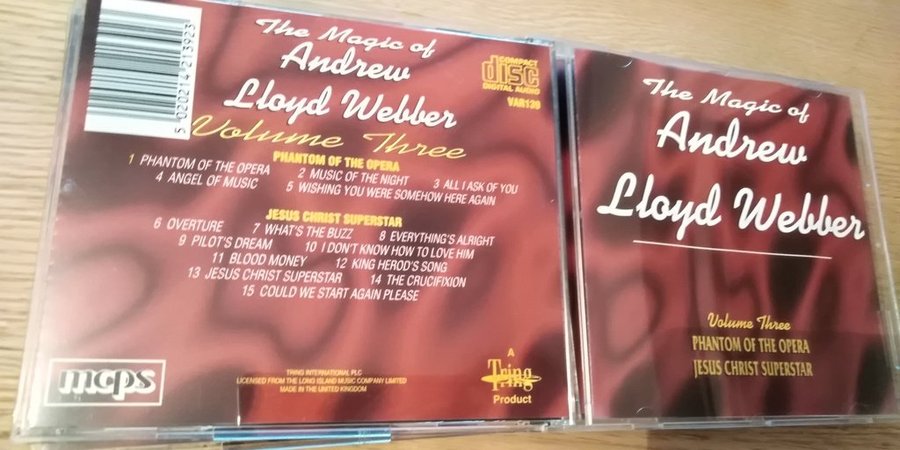 The Magic of
Andrew
Lloyd Webber
Volume Three
COMPACT
disc
DIGITAL AUDIO
VAR139
5 020214 213923
PHANTOM OF THE OPERA
1 PHANTOM OF THE OPERA 2 MUSIC OF THE NIGHT 3 ALL I ASK OF YOU
4 ANGEL OF MUSIC 5 WISHING YOU WERE SOMEHOW HERE AGAIN
JESUS CHRIST SUPERSTAR
6 OVERTURE 7 WHAT'S THE BUZZ 8 EVERYTHING'S ALRIGHT
9 PILOT'S DREAM 10 I DON'T KNOW HOW TO LOVE HIM
11 BLOOD MONEY 12 KING HEROD'S SONG
13 JESUS CHRIST SUPERSTAR 14 THE CRUCIFIXION
15 COULD WE START AGAIN PLEASE
mcps
TRING INTERNATIONAL PLC
LICENSED FROM THE LONG ISLAND MUSIC COMPANY LIMITED
MADE IN THE UNITED KINGDOM
A
Tring
Product
The Magic of
Andrew
Lloyd Webber
Volume Three
PHANTOM OF THE OPERA
JESUS CHRIST SUPERSTAR